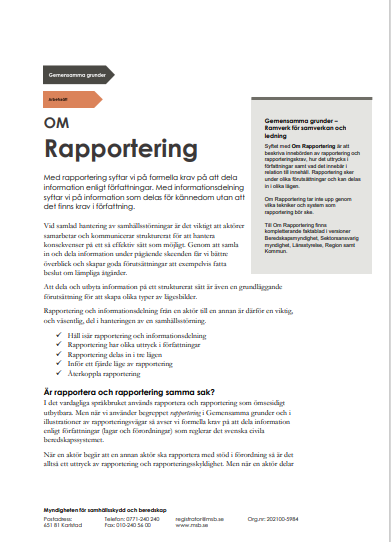 Gemensamma grunder
Arbetssätt
OM
Rapportering
Med rapportering syftar vi på formella krav på att dela
information enligt författningar. Med informationsdelning
syftar vi på information som delas för kännedom utan att
det finns krav i författning.
Vid samlad hantering av samhällsstörningar är det viktigt att aktörer
samarbetar och kommunicerar strukturerat för att hantera
konsekvenser på ett så effektiv sätt som möjligt. Genom att samla
in och dela information under pågående skeenden får vi bättre
överblick och skapar goda förutsättningar att exempelvis fatta
beslut om lämpliga åtgärder.
Att dela och utbyta information på ett strukturerat sätt är även en grundläggande
förutsättning för att skapa olika typer av lägesbilder.
Rapportering och informationsdelning från en aktör till en annan är därför en viktig,
och väsentlig, del i hanteringen av en samhällsstörning.
✓ Håll isär rapportering och informationsdelning
✓ Rapportering har olika uttryck i författningar
✓ Rapportering delas in i tre lägen
✓ Inför ett fjärde läge av rapportering
✓ Återkoppla rapportering
Är rapportera och rapportering samma sak?
I det vardagliga språkbruket används rapportera och rapportering som ömsesidigt
utbytbara. Men när vi använder begreppet rapportering i Gemensamma grunder och i
illustrationer av rapporteringsvägar så avser vi formella krav på att dela information
enligt författningar (lagar och förordningar) som reglerar det svenska civila
beredskapssystemet.
När en aktör begär att en annan aktör ska rapportera med stöd i förordning så är det
alltså ett uttryck av rapportering och rapporteringsskyldighet. Men när en aktör delar
Gemensamma grunder –
Ramverk för samverkan och
ledning
Syftet med Om Rapportering är att
beskriva innebörden av rapportering och
rapporteringskrav, hur det uttrycks i
författningar samt vad det innebär i
relation till innehåll. Rapportering sker
under olika förutsättningar och kan delas
in i olika lägen.
Om Rapportering tar inte upp genom
vilka tekniker och system som
rapportering bör ske.
Till Om Rapportering finns
kompletterande faktablad i versioner
Beredskapsmyndighet, Sektorsansvarig
myndighet, Länsstyrelse, Region samt
Kommun.
Myndigheten för samhällsskydd och beredskap
Postadress: Telefon: 0771-240 240 registrator@msb.se Org.nr: 202100-5984
651 81 Karlstad Fax: 010-240 56 00 www.msb.se